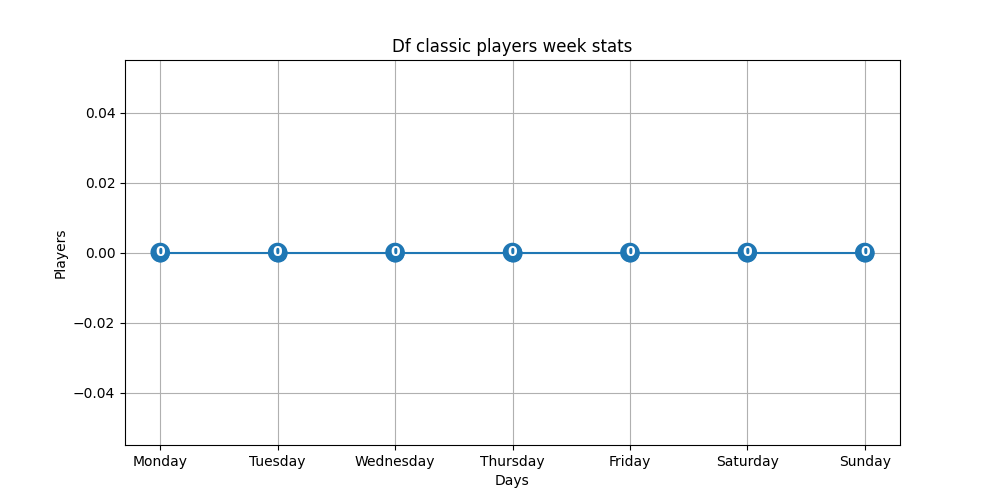 Df classic players week stats
0.04
0.02
0.00
−0.02
−0.04
Players
0 0 0 0 0 0 0
Monday Tuesday Wednesday Thursday Friday Saturday Sunday
Days